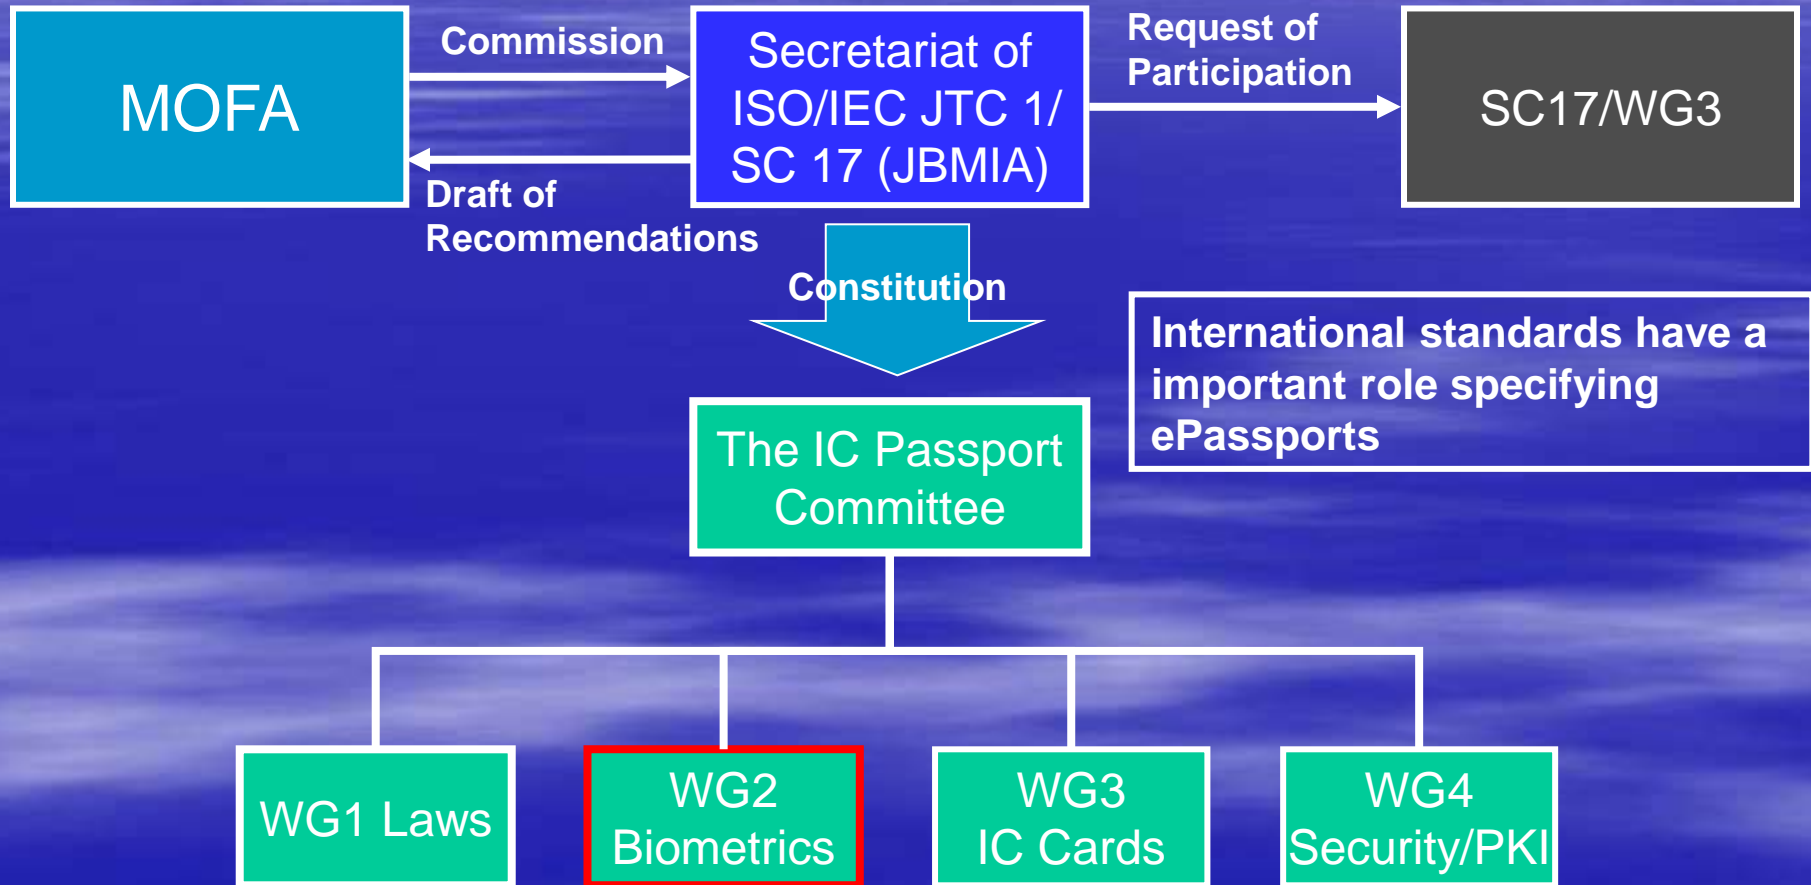 MOFA
Commission
Draft of
Recommendations
Secretariat of
ISO/IEC JTC 1/
SC 17 (JBMIA)
Request of
Participation
SC17/WG3
Constitution
International standards have a
important role specifying
ePassports
The IC Passport
Committee
WG1 Laws
WG2
Biometrics
WG3
IC Cards
WG4
Security/PKI